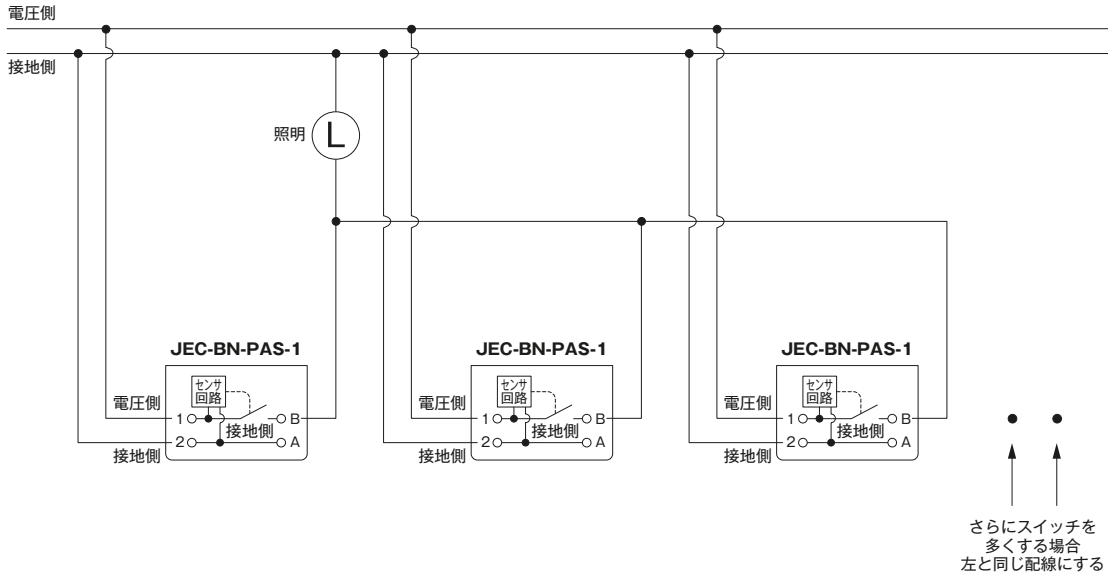 電圧側
接地側
照明
L
JEC-BN-PAS-1
センサ
回路
電圧側
1
B
接地側
2
A
接地側
JEC-BN-PAS-1
センサ
回路
電圧側
1
B
接地側
2
A
接地側
JEC-BN-PAS-1
センサ
回路
電圧側
1
B
接地側
2
A
接地側
さらにスイッチを
多くする場合
左と同じ配線にする